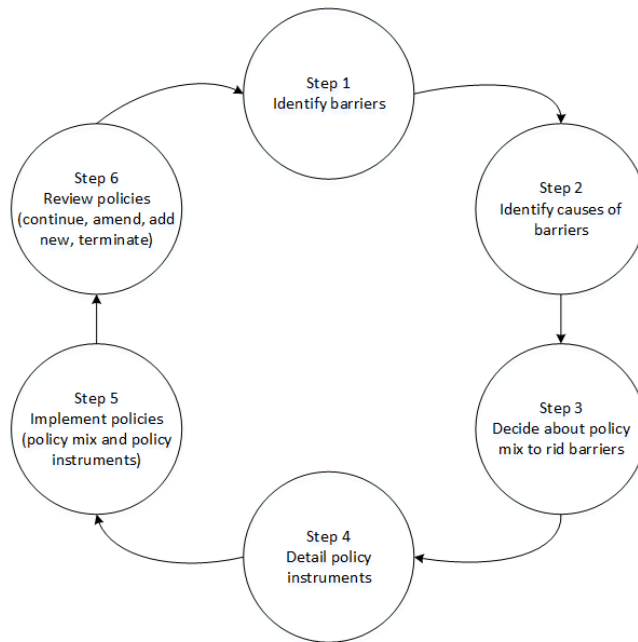 Step 1
Identify barriers
Step 2
Identify causes of
barriers
Step 3
Decide about policy
mix to rid barriers
Step 4
Detail policy
instruments
Step 5
Implement policies
(policy mix and policy
instruments)
Step 6
Review policies
(continue, amend, add
new, terminate)